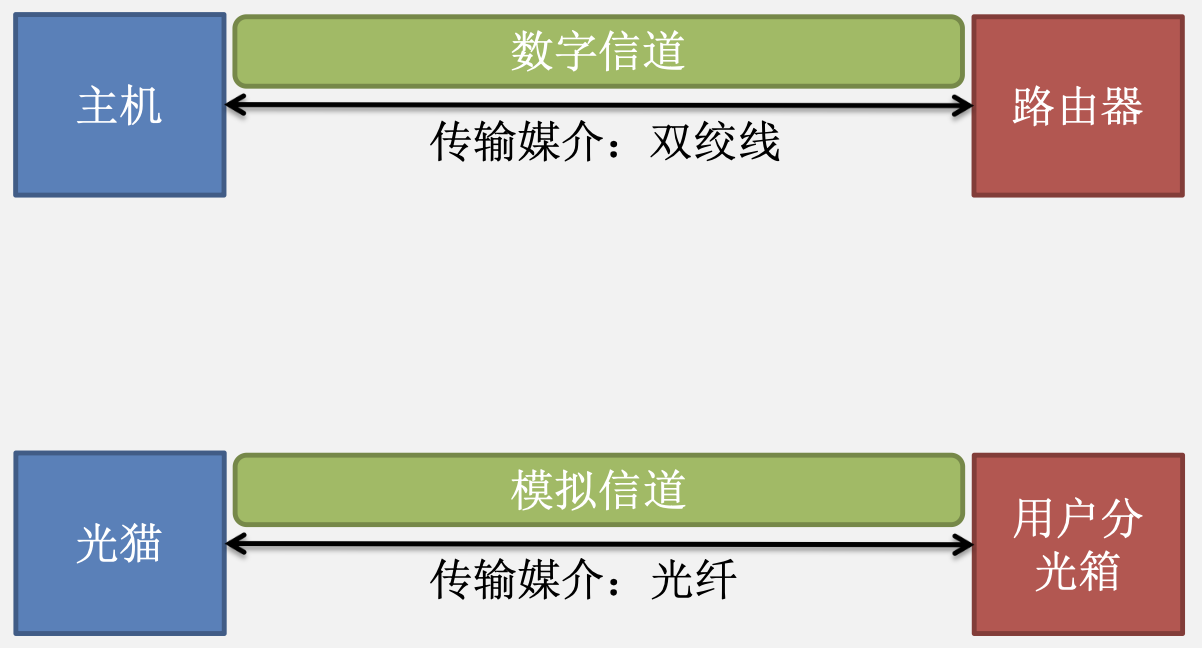 数字信道
主机
路由器
传输媒介：双绞线
模拟信道
光猫
用户分
光箱
传输媒介：光纤